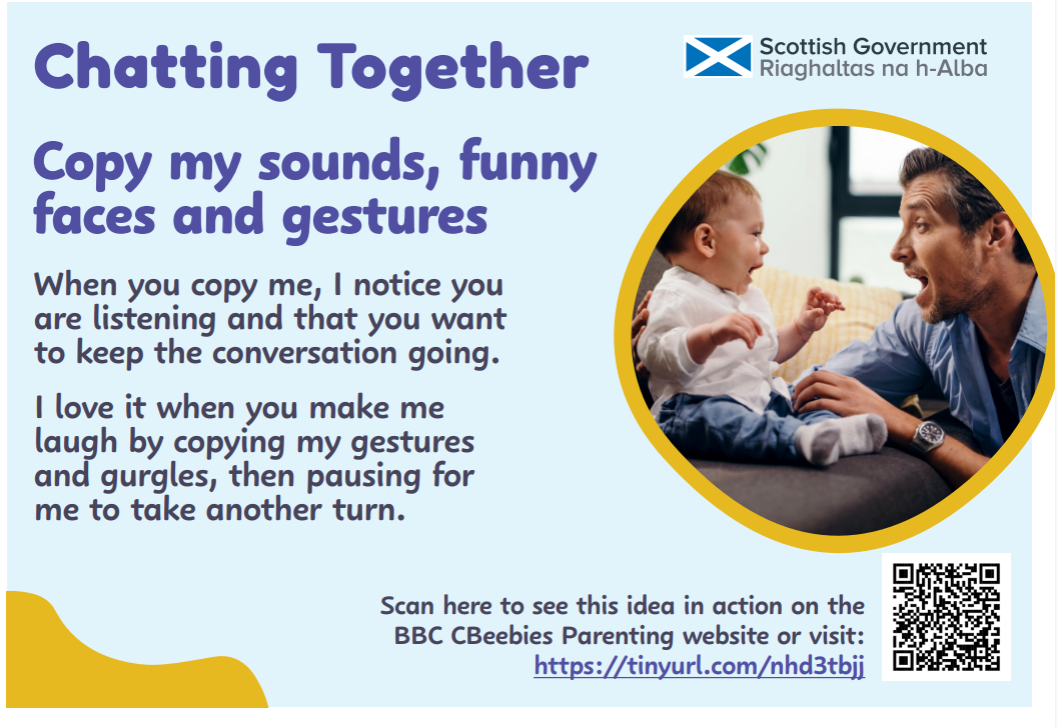 Chatting Together
Scottish Government
Riaghaltas na h-Alba
Copy my sounds, funny
faces and gestures
When you copy me, I notice you
are listening and that you want
to keep the conversation going.
I love it when you make me
laugh by copying my gestures
and gurgles, then pausing for
me to take another turn.
Scan here to see this idea in action on the
BBC CBeebies Parenting website or visit:
https://tinyurl.com/nhd3tbjj